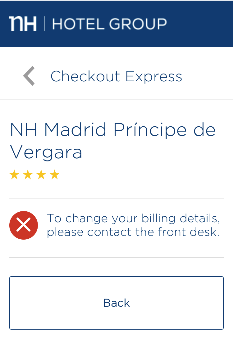 nh | HOTEL GROUP
Checkout Express
NH Madrid Príncipe de
Vergara
To change your billing details,
please contact the front desk.
Back